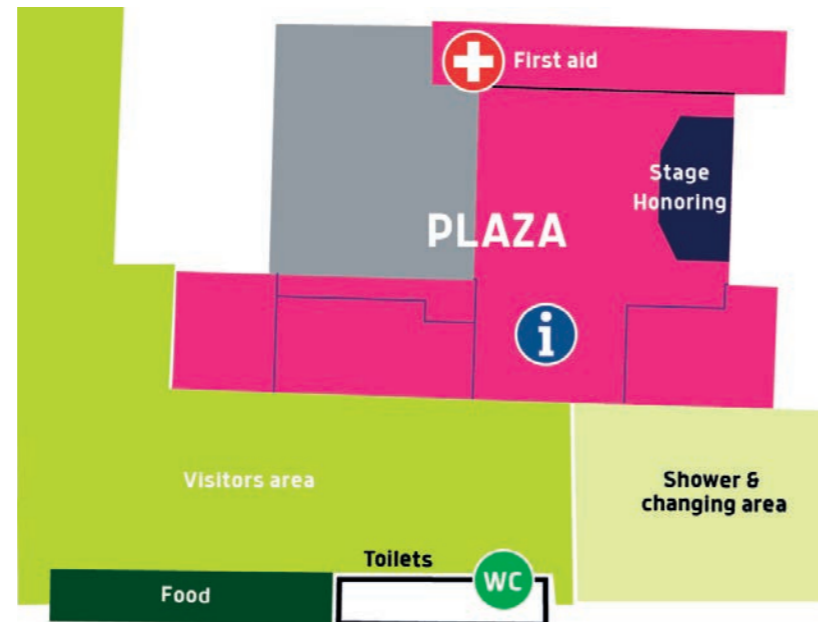 First aid
Stage
Honoring
PLAZA
i
Visitors area
Shower &
changing area
Toilets
WC
Food